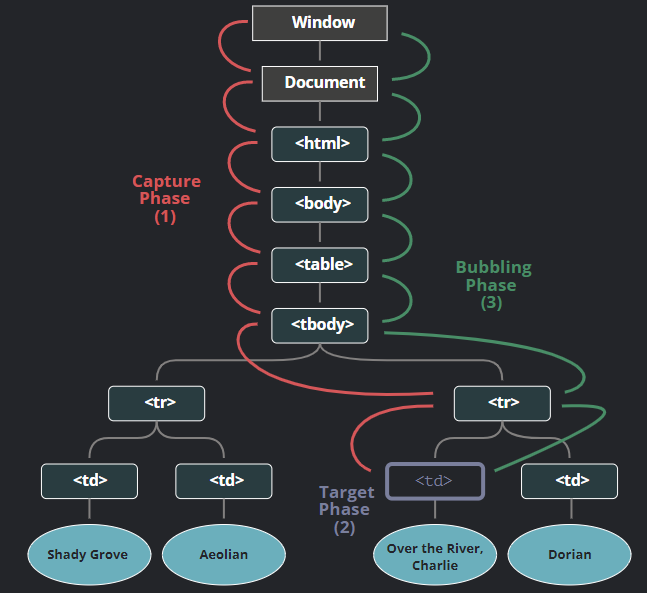 Window
Document
<html>
Capture
Phase
(1)
<body>
<table>
Bubbling
Phase
(3)
<tbody>
<tr>
<tr>
<td>
<td>
<td>
<td>
Target
Phase
(2)
Shady Grove
Aeolian
Over the River,
Charlie
Dorian